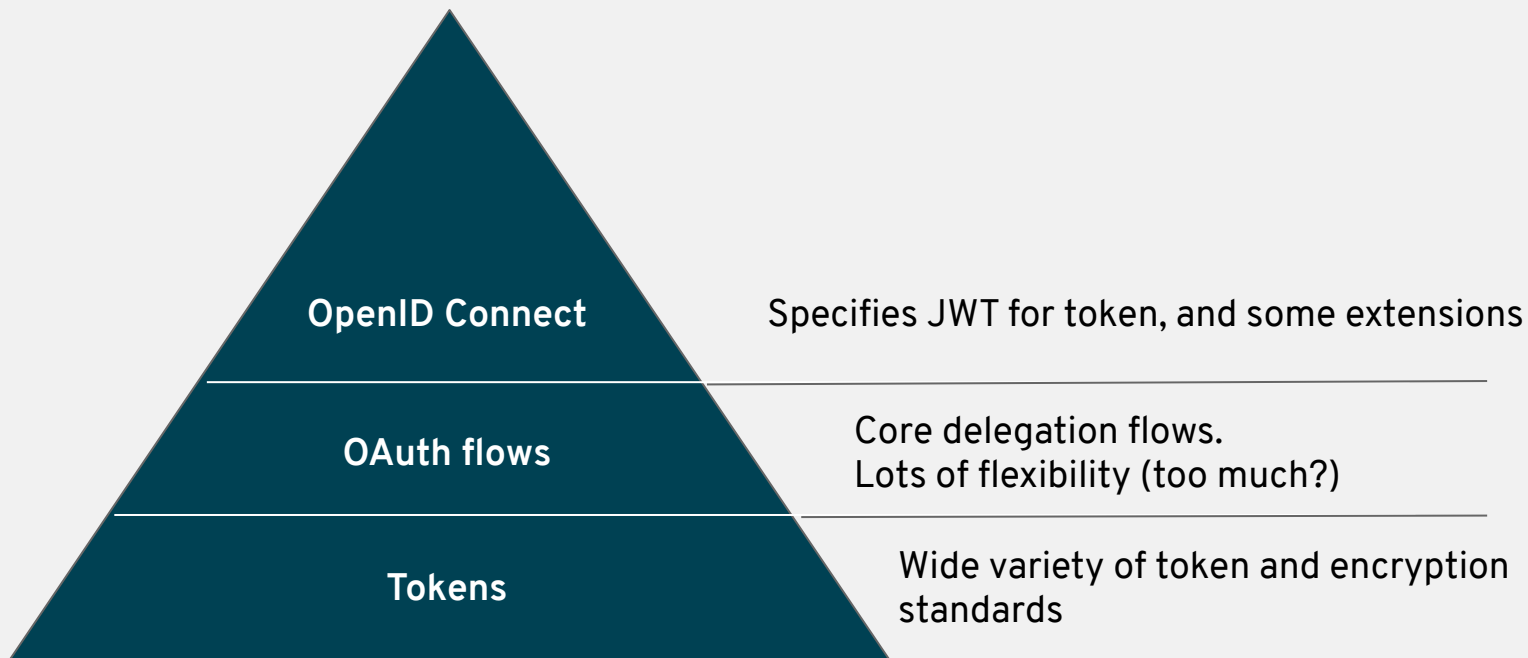 OpenID Connect
Specifies JWT for token, and some extensions
OAuth flows
Core delegation flows.
Lots of flexibility (too much?)
Tokens
Wide variety of token and encryption
standards